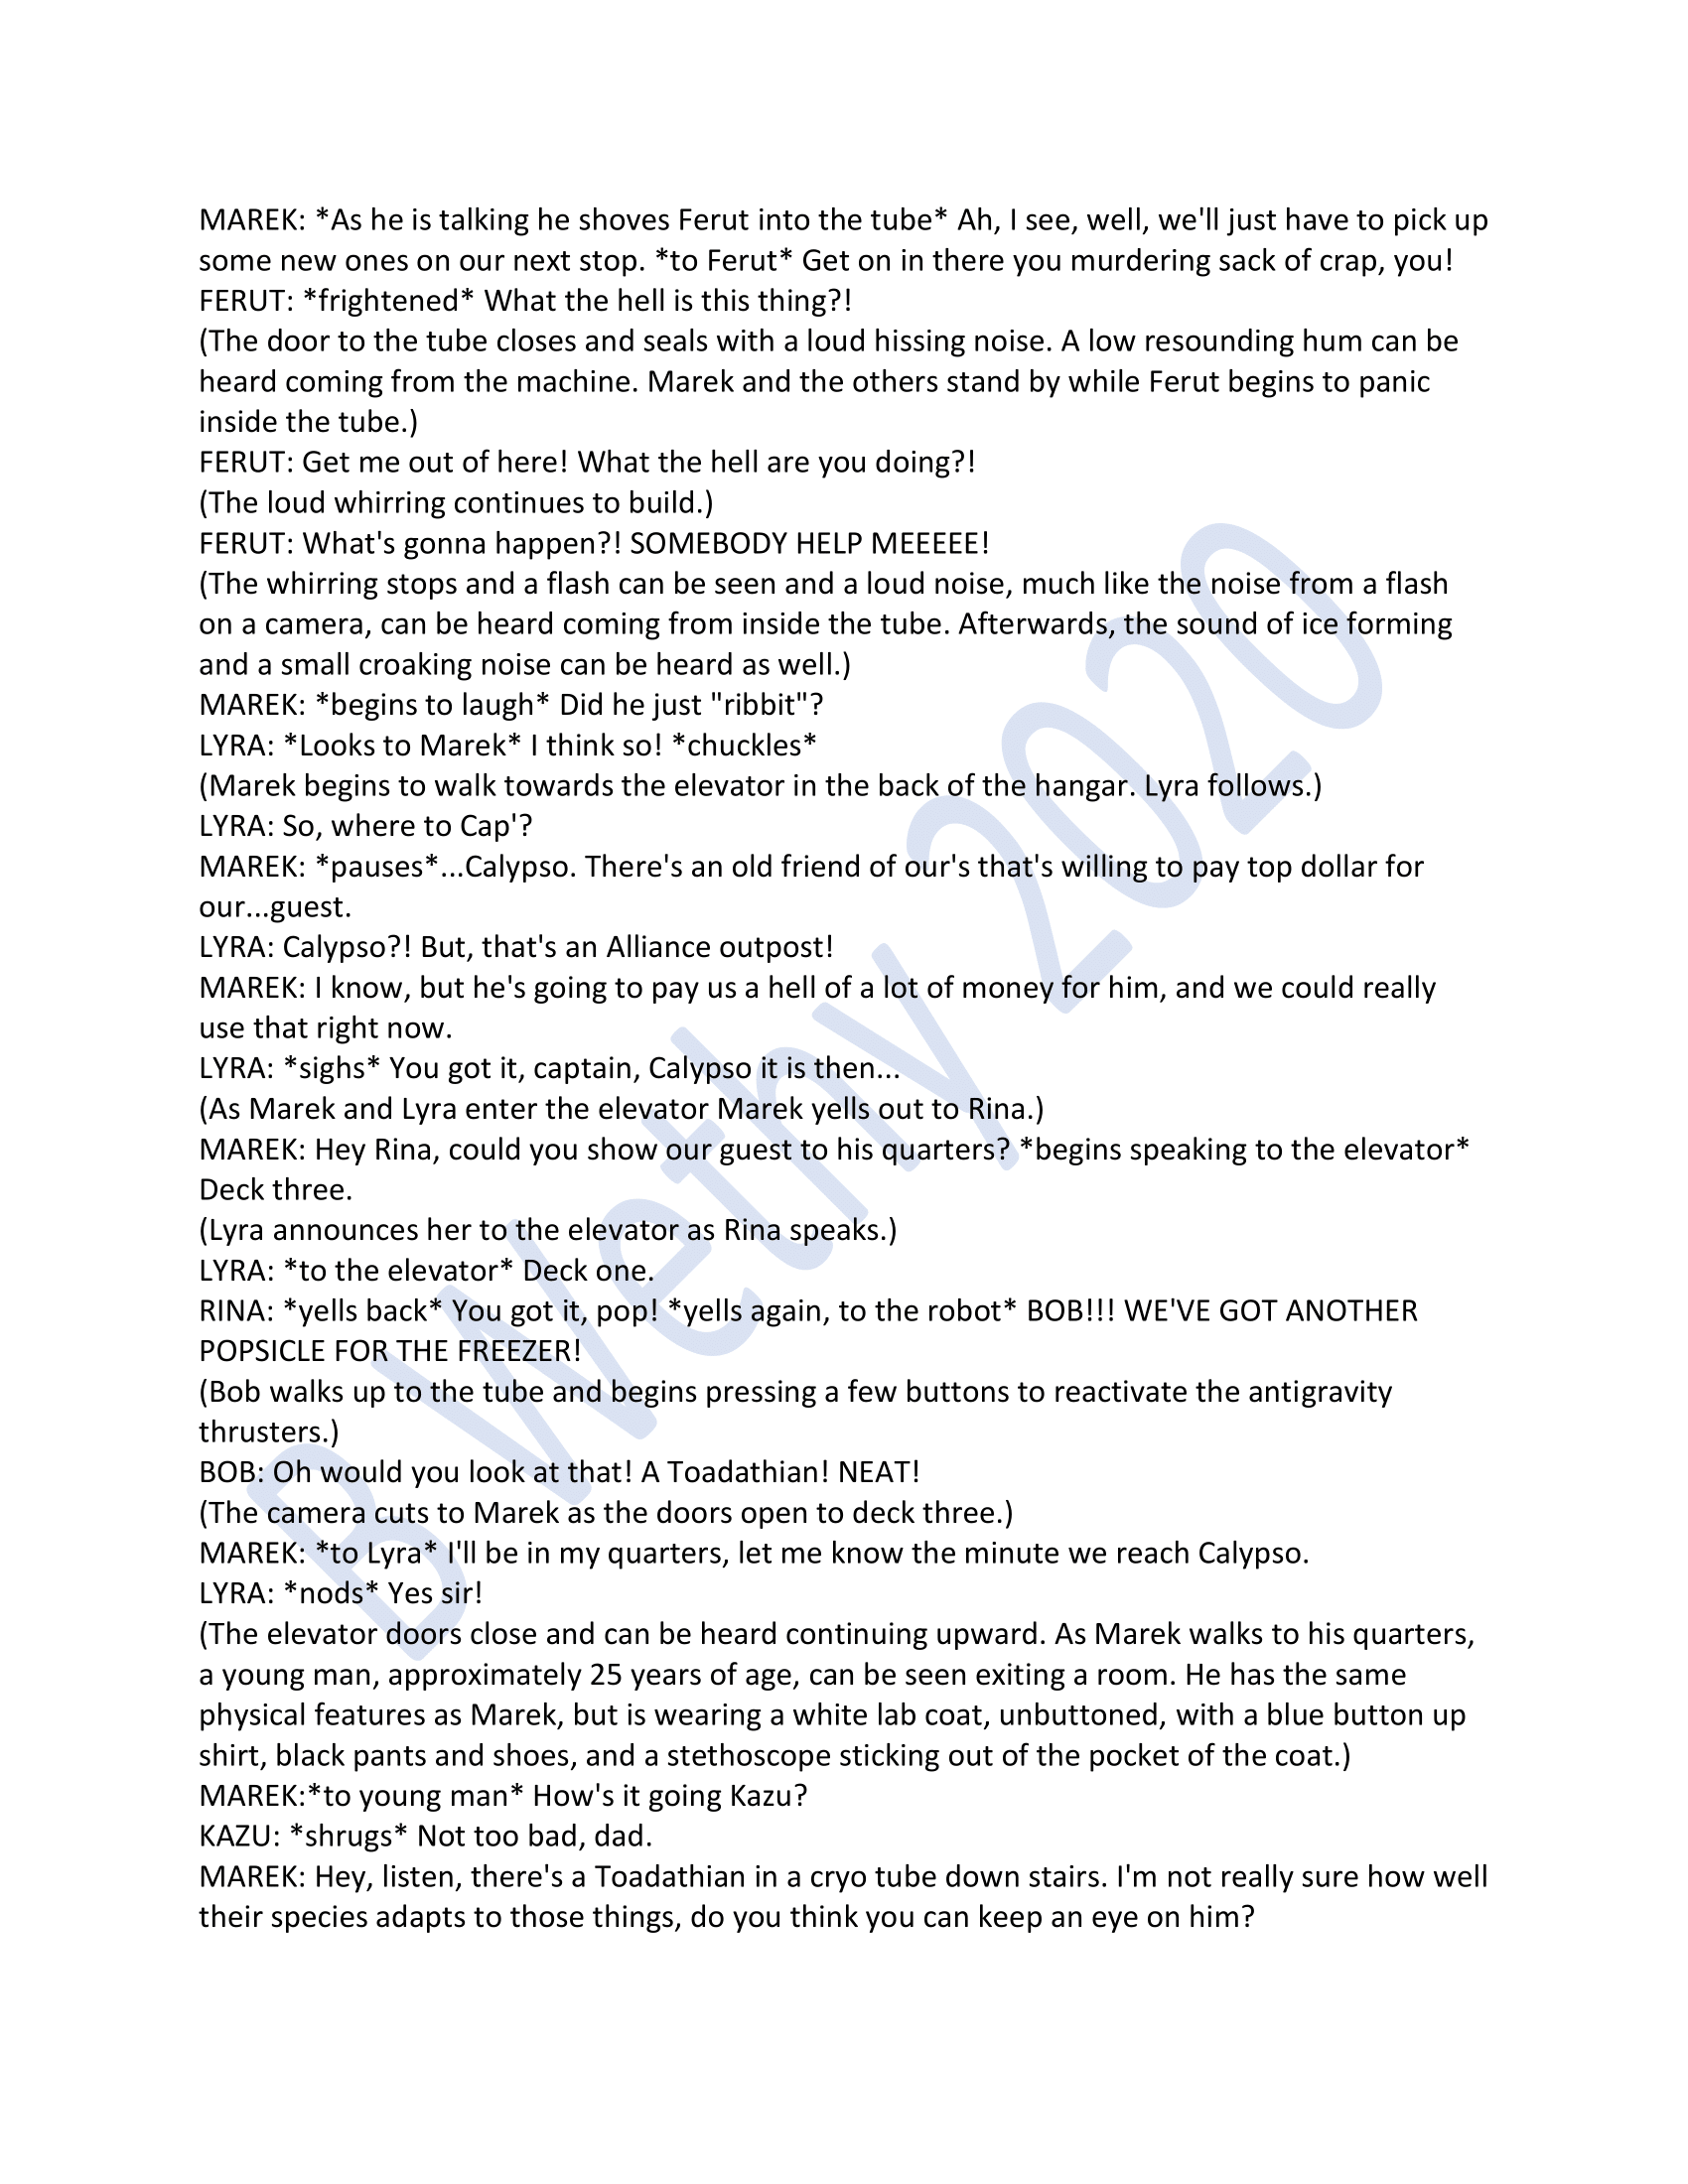 MAREK: *As he is talking he shoves Ferut into the tube* Ah, I see, well, we'll just have to pick up
some new ones on our next stop. *to Ferut* Get on in there you murdering sack of crap, you!
FERUT: *frightened* What the hell is this thing?!
(The door to the tube closes and seals with a loud hissing noise. A low resounding hum can be
heard coming from the machine. Marek and the others stand by while Ferut begins to panic
inside the tube.)
FERUT: Get me out of here! What the hell are you doing?!
(The loud whirring continues to build.)
FERUT: What's gonna happen?! SOMEBODY HELP MEEEEE!
(The whirring stops and a flash can be seen and a loud noise, much like the noise from a flash
on a camera, can be heard coming from inside the tube. Afterwards, the sound of ice forming
and a small croaking noise can be heard as well.)
MAREK: *begins to laugh* Did he just "ribbit"?
LYRA: *Looks to Marek* I think so! *chuckles*
(Marek begins to walk towards the elevator in the back of the hangar. Lyra follows.)
LYRA: So, where to Cap'?
MAREK: *pauses*...Calypso. There's an old friend of our's that's willing to pay top dollar for
our...guest.
LYRA: Calypso?! But, that's an Alliance outpost!
MAREK: I know, but he's going to pay us a hell of a lot of money for him, and we could really
use that right now.
LYRA: *sighs* You got it, captain, Calypso it is then...
(As Marek and Lyra enter the elevator Marek yells out to Rina.)
MAREK: Hey Rina, could you show our guest to his quarters? *begins speaking to the elevator*
Deck three.
(Lyra announces her to the elevator as Rina speaks.)
LYRA: *to the elevator* Deck one.
RINA: *yells back* You got it, pop! *yells again, to the robot* BOB!!! WE'VE GOT ANOTHER
POPSICLE FOR THE FREEZER!
(Bob walks up to the tube and begins pressing a few buttons to reactivate the antigravity
thrusters.)
BOB: Oh would you look at that! A Toadathian! NEAT!
(The camera cuts to Marek as the doors open to deck three.)
MAREK: *to Lyra* I'll be in my quarters, let me know the minute we reach Calypso.
LYRA: *nods* Yes sir!
(The elevator doors close and can be heard continuing upward. As Marek walks to his quarters,
a young man, approximately 25 years of age, can be seen exiting a room. He has the same
physical features as Marek, but is wearing a white lab coat, unbuttoned, with a blue button up
shirt, black pants and shoes, and a stethoscope sticking out of the pocket of the coat.)
MAREK:*to young man* How's it going Kazu?
KAZU: *shrugs* Not too bad, dad.
MAREK: Hey, listen, there's a Toadathian in a cryo tube down stairs. I'm not really sure how well
their species adapts to those things, do you think you can keep an eye on him?
B Wethy 2020